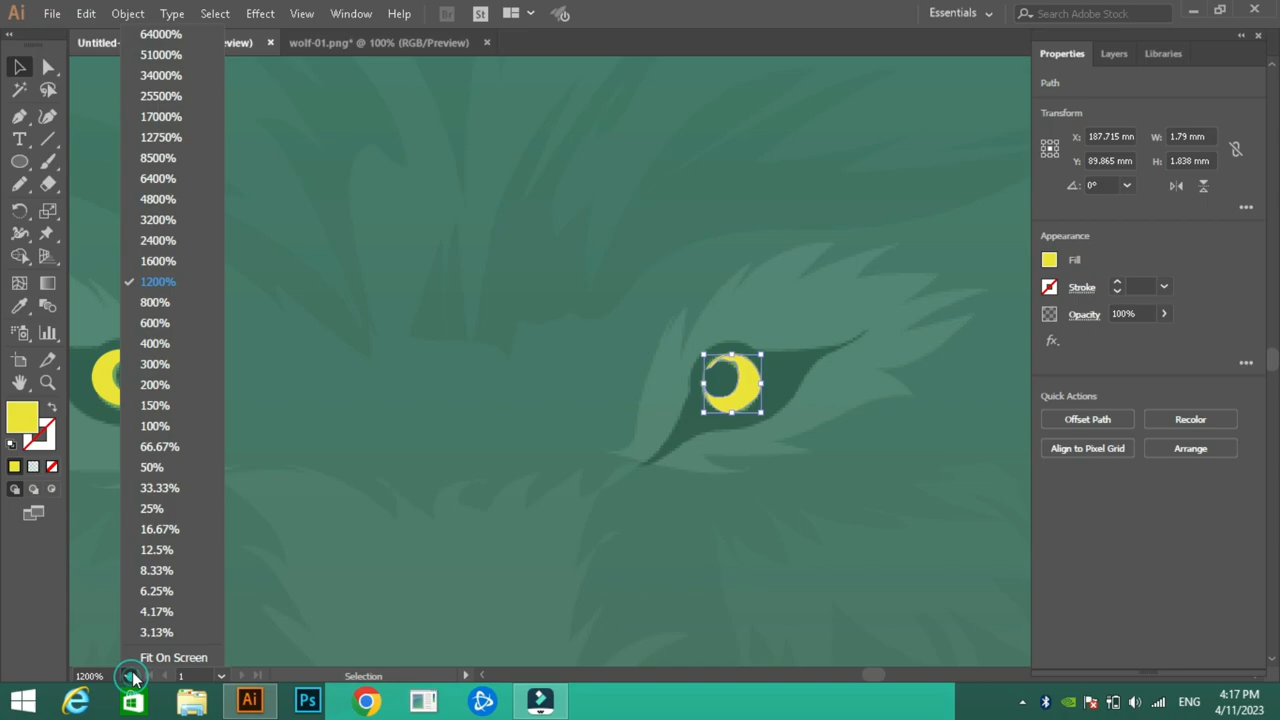 Ai File Edit Object Type Select Effect View Window Help Br St Essentials Search Adobe Stock
Untitled- view) × wolf-01.png* @ 100% (RGB/Preview) ×
64000%
51000%
34000%
25500%
17000%
12750%
8500%
6400%
4800%
3200%
2400%
1600%
1200%
800%
600%
400%
300%
200%
150%
100%
66.67%
50%
33.33%
25%
16.67%
12.5%
8.33%
6.25%
4.17%
3.13%
Fit On Screen
1200% 1 Selection
Properties Layers Libraries
Path
Transform
X: 187.715 mm W: 1.79 mm
Y: 89.865 mm H: 1.838 mm
0°
Appearance
Fill
Stroke
Opacity 100%
fx.
Quick Actions
Offset Path Recolor
Align to Pixel Grid Arrange
Ai Ps ENG
4:17 PM
4/11/2023